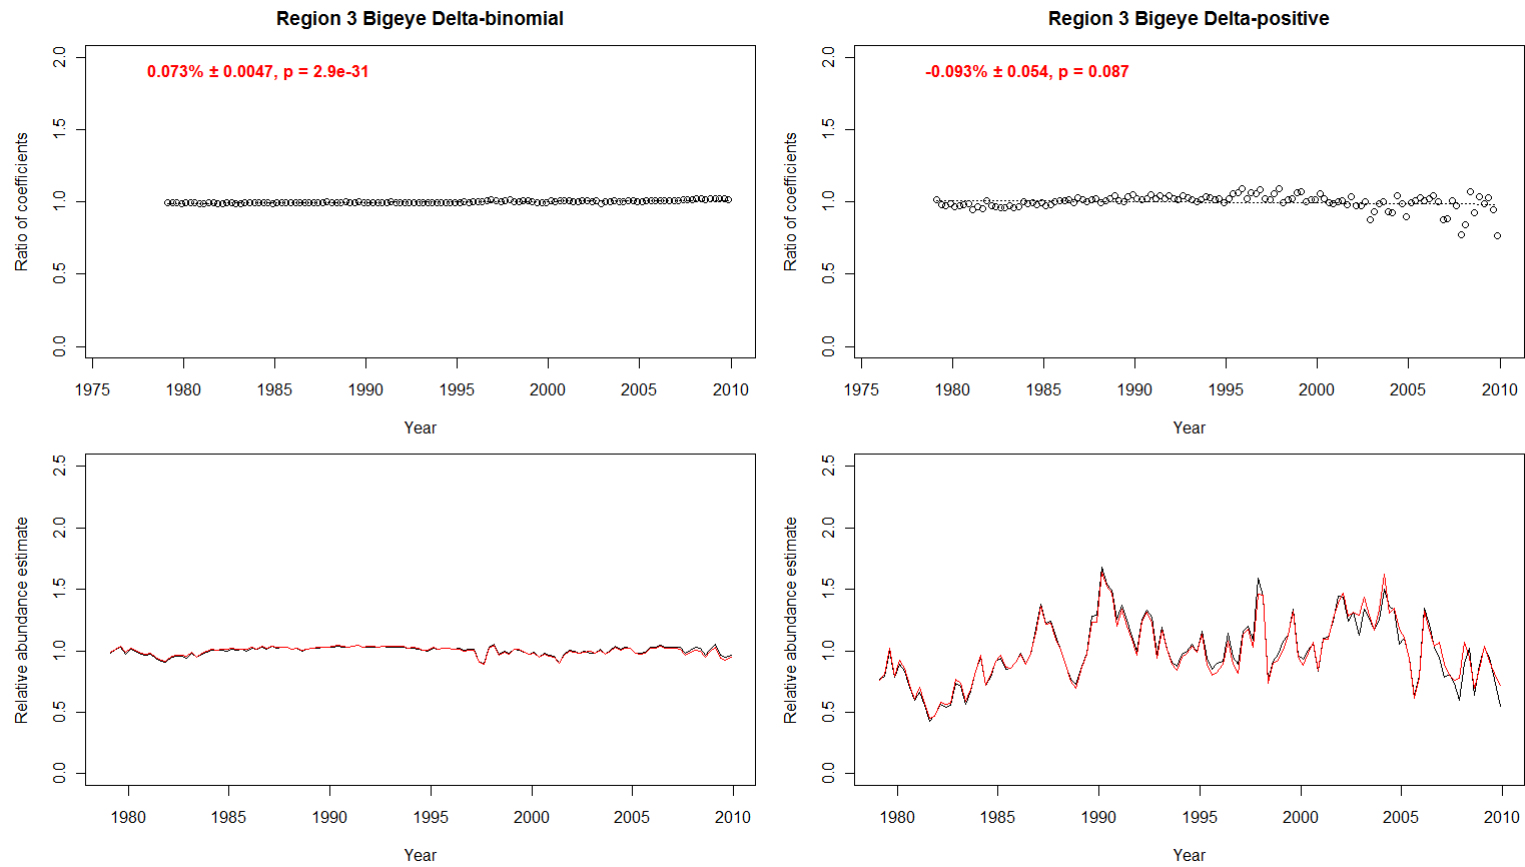 Region 3 Bigeye Delta-binomial
0.073% ± 0.0047, p = 2.9e-31
Ratio of coefficients
2.0
1.5
1.0
0.5
0.0
1975 1980 1985 1990 1995 2000 2005 2010
Year
Region 3 Bigeye Delta-positive
-0.093% ± 0.054, p = 0.087
Ratio of coefficients
2.0
1.5
1.0
0.5
0.0
1975 1980 1985 1990 1995 2000 2005 2010
Year
Relative abundance estimate
2.5
2.0
1.5
1.0
0.5
0.0
1980 1985 1990 1995 2000 2005 2010
Year
Relative abundance estimate
2.5
2.0
1.5
1.0
0.5
0.0
1980 1985 1990 1995 2000 2005 2010
Year